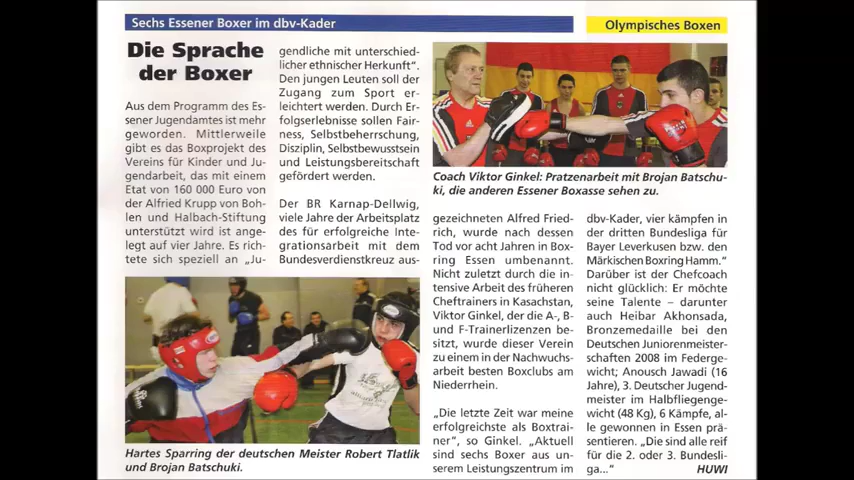 Sechs Essener Boxer im dbv-Kader
Olympisches Boxen
Die Sprache
der Boxer
Aus dem Programm des Es-
sener Jugendamtes ist mehr
geworden. Mittlerweile
gibt es das Boxprojekt des
Vereins für Kinder und Ju-
gendarbeit, das mit einem
Etat von 160 000 Euro von
der Alfried Krupp von Boh-
len und Halbach-Stiftung
unterstützt wird ist ange-
legt auf vier Jahre. Es rich-
tete sich speziell an „Ju-
gendliche mit unterschied-
licher ethnischer Herkunft“.
Den jungen Leuten soll der
Zugang zum Sport er-
leichtert werden. Durch Er-
folgserlebnisse sollen Fair-
ness, Selbstbeherrschung,
Disziplin, Selbstbewusstsein
und Leistungsbereitschaft
gefördert werden.
Der BR Karnap-Dellwig,
viele Jahre der Arbeitsplatz
des für erfolgreiche Inte-
grationsarbeit mit dem
Bundesverdienstkreuz aus-
Hartes Sparring der deutschen Meister Robert Tlatlik
und Brojan Batschuki.
Coach Viktor Ginkel: Pratzenarbeit mit Brojan Batschu-
ki, die anderen Essener Boxasse sehen zu.
gezeichneten Alfred Fried-
rich, wurde nach dessen
Tod vor acht Jahren in Box-
ring Essen umbenannt.
Nicht zuletzt durch die in-
tensive Arbeit des früheren
Cheftrainers in Kasachstan,
Viktor Ginkel, der die A-, B-
und F-Trainerlizenzen be-
sitzt, wurde dieser Verein
zu einem in der Nachwuchs-
arbeit besten Boxclubs am
Niederrhein.
„Die letzte Zeit war meine
erfolgreichste als Boxtrai-
ner“, so Ginkel. „Aktuell
sind sechs Boxer aus un-
serem Leistungszentrum im
dbv-Kader, vier kämpfen in
der dritten Bundesliga für
Bayer Leverkusen bzw. den
Märkischen Boxring Hamm.“
Darüber ist der Chefcoach
nicht glücklich: Er möchte
seine Talente – darunter
auch Heibar Akhonsada,
Bronzemedaille bei den
Deutschen Juniorenmeister-
schaften 2008 im Federge-
wicht; Anousch Jawadi (16
Jahre), 3. Deutscher Jugend-
meister im Halbfliegenge-
wicht (48 Kg), 6 Kämpfe, al-
le gewonnen in Essen prä-
sentieren. „Die sind alle reif
für die 2. oder 3. Bundesli-
ga...“ HUWI